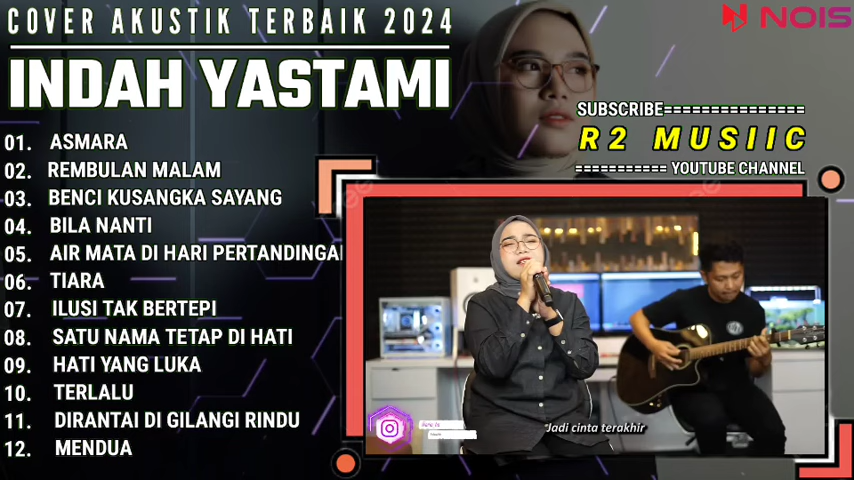 COVER AKUSTIK TERBAIK 2024
INDAH YASTAMI
NOIS
SUBSCRIBE===============
R2 MUSIIC
=========== YOUTUBE CHANNEL
01. ASMARA
02. REMBULAN MALAM
03. BENCI KUSANGKA SAYANG
04. BILA NANTI
05. AIR MATA DI HARI PERTANDINGAN
06. TIARA
07. ILUSI TAK BERTEPI
08. SATU NAMA TETAP DI HATI
09. HATI YANG LUKA
10. TERLALU
11. DIRANTAI DI GILANGI RINDU
12. MENDUA
"Jadi cinta terakhir